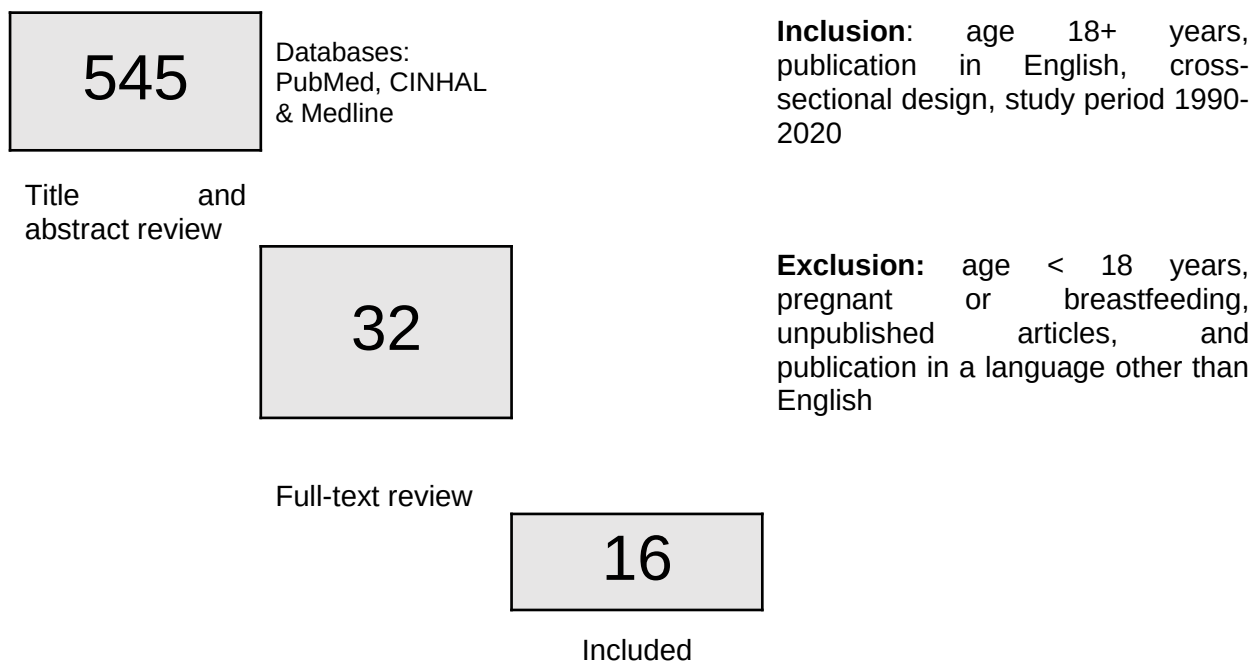 545
Databases:
PubMed, CINHAL
& Medline
Inclusion: age 18+ years,
publication in English, cross-
sectional design, study period 1990-
2020
Title and
abstract review
32
Exclusion: age < 18 years,
pregnant or breastfeeding,
unpublished articles, and
publication in a language other than
English
Full-text review
16
Included